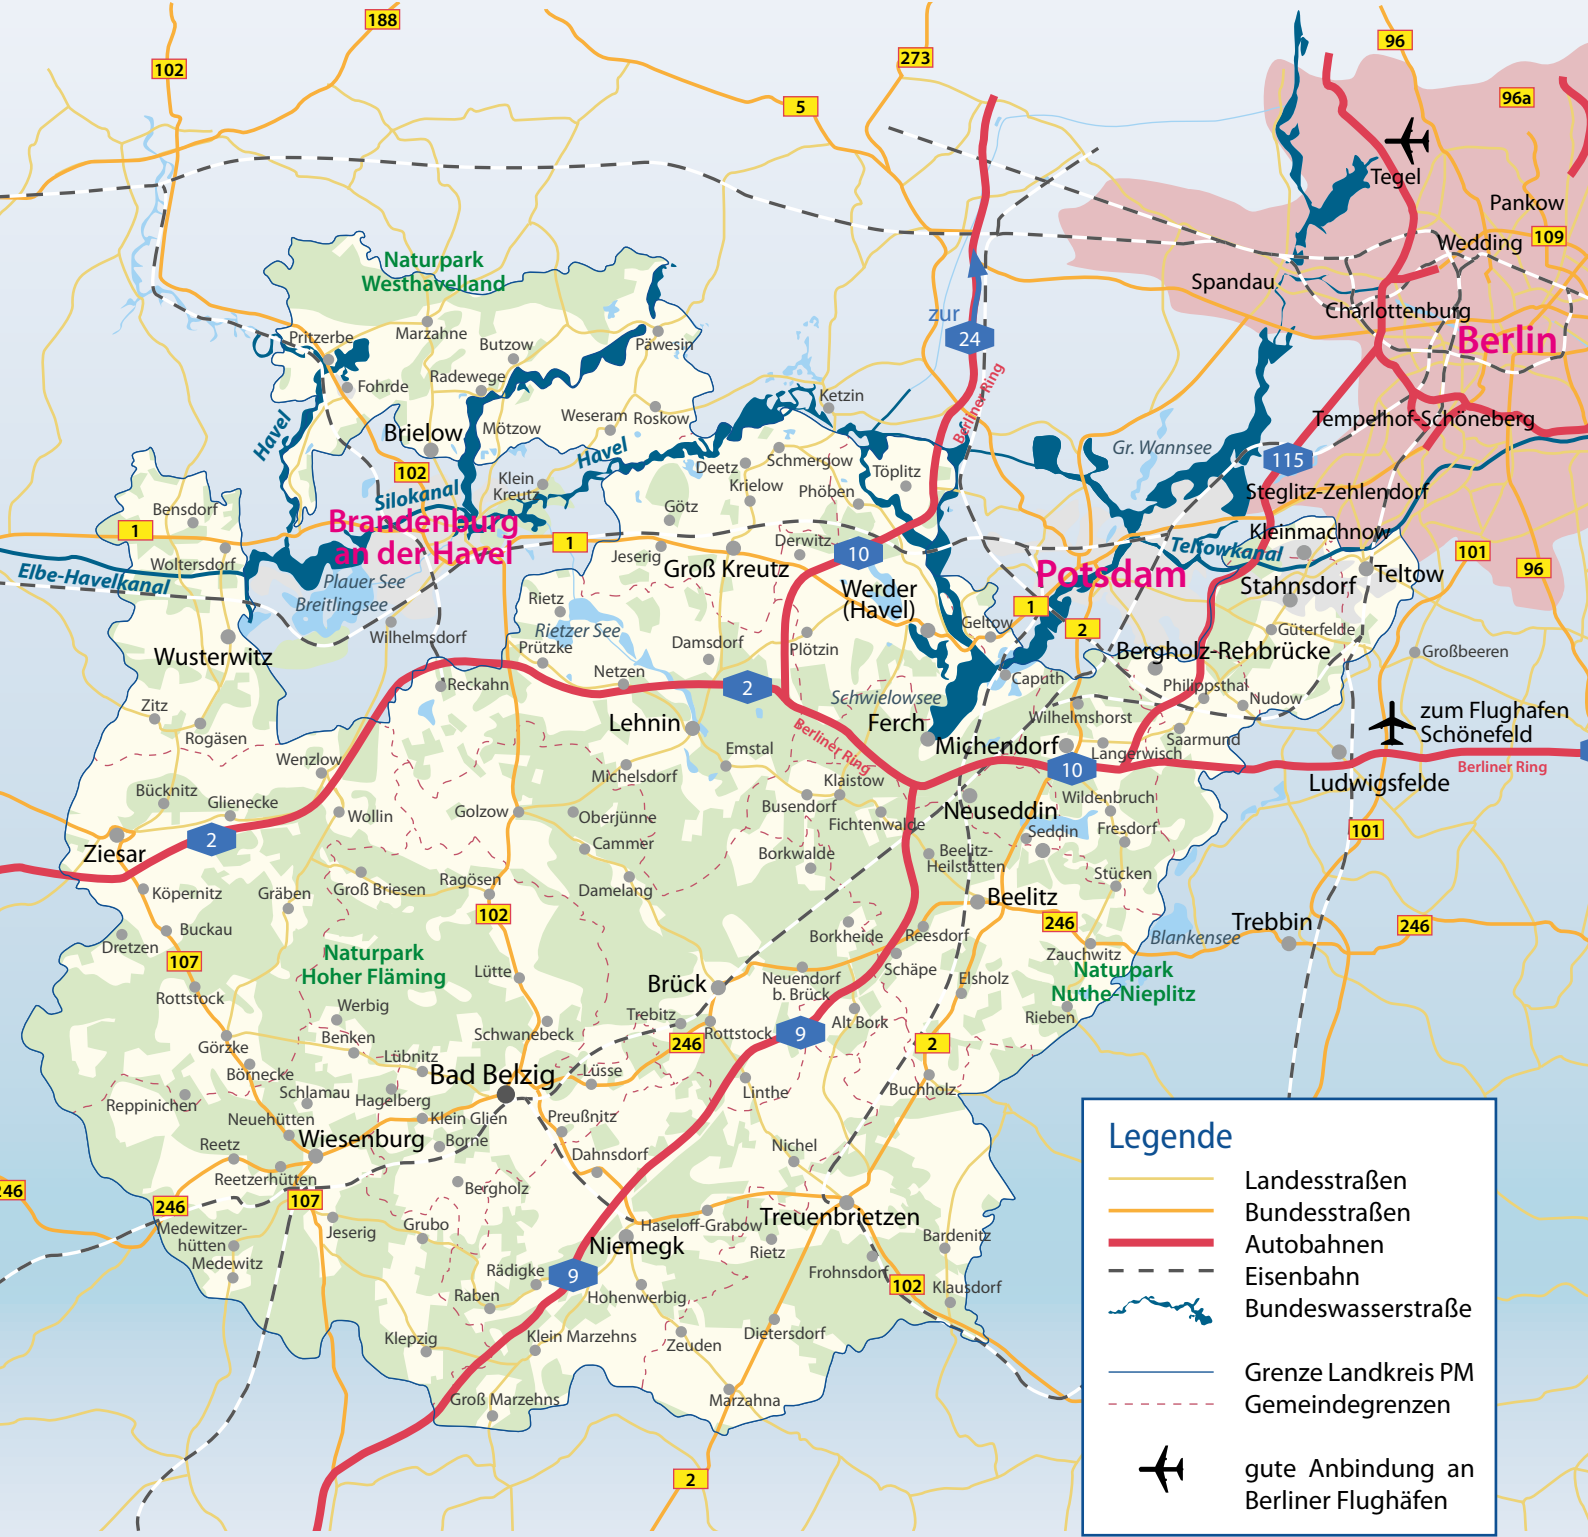 188
102
273
5
96
96a
Tegel
Pankow
109
Wedding
Spandau
Charlottenburg
Berlin
Naturpark
Westhavelland
Pritzerbe
Marzahne
Butzow
Päwesin
zur
24
Berliner Ring
Fohrde
Radewege
Ketzin
Weseram
Roskow
Mötzow
Brielow
Havel
Havel
Tempelhof-Schöneberg
Gr. Wannsee
115
Steglitz-Zehlendorf
102
Silokanal
Klein
Kreutz
Deetz
Schmergow
Krielow
Phöben
Töplitz
Götz
Bensdorf
1
Brandenburg
an der Havel
1
Jeserig
Groß Kreutz
Derwitz
10
Kleinmachnow
Teltowkanal
101
96
Woltersdorf
Elbe-Havelkanal
Plauer See
Breitlingsee
Potsdam
Stahnsdorf
Teltow
Werder
(Havel)
Rietz
Rietzer See
Prützke
Wilhelmsdorf
Geltow
1
2
Güterfelde
Großbeeren
Wusterwitz
Damsdorf
Plötzin
Bergholz-Rehbrücke
Reckahn
Netzen
2
Schwielowsee
Caputh
Philippsthal
Nudow
Zitz
Rogäsen
Lehnin
Ferch
Wilhelmshorst
Michendorf
Langerwisch
Saarmund
zum Flughafen
Schönefeld
Berliner Ring
Berliner Ring
Wenzlow
Emstal
Michelsdorf
Klaistow
10
Ludwigsfelde
Bücknitz
Glienecke
Wollin
Golzow
Oberjünne
Busendorf
Fichtenwalde
Neuseddin
Wildenbruch
Seddin
Fresdorf
101
2
Ziesar
Cammer
Borkwalde
Beelitz-
Heilstätten
Stücken
Köpernitz
Gräben
Groß Briesen
Ragösen
Damelang
Beelitz
102
246
Trebbin
246
Buckau
Dretzen
Borkheide
Reesdorf
Blankensee
Zauchwitz
107
Naturpark
Hoher Fläming
Lütte
Brück
Neuendorf
b. Brück
Schäpe
Elsholz
Naturpark
Nuthe-Nieplitz
Rottstock
Werbig
Trebitz
Rottstock
Alt Bork
Rieben
Schwanebeck
246
9
2
Görzke
Benken
Lübnitz
Börnecke
Bad Belzig
Lüsse
Linthe
Buchholz
Reppinichen
Schlamau
Hagelberg
Neuehütten
Klein Glien
Preußnitz
Reetz
Wiesenburg
Borne
Dahnsdorf
Nichel
Reetzerhütten
246
246
107
Bergholz
Medewitzer-
hütten
Medewitz
Jeserig
Grubo
Haseloff-Grabow
Treuenbrietzen
Niemegk
Rietz
Bardenitz
Rädigke
9
Hohenwerbig
Frohnsdorf
102
Klausdorf
Raben
Klepzig
Klein Marzehns
Zeuden
Dietersdorf
Groß Marzehns
Marzahna
2
Legende
Landesstraßen
Bundesstraßen
Autobahnen
Eisenbahn
Bundeswasserstraße
Grenze Landkreis PM
Gemeindegrenzen
gute Anbindung an
Berliner Flughäfen